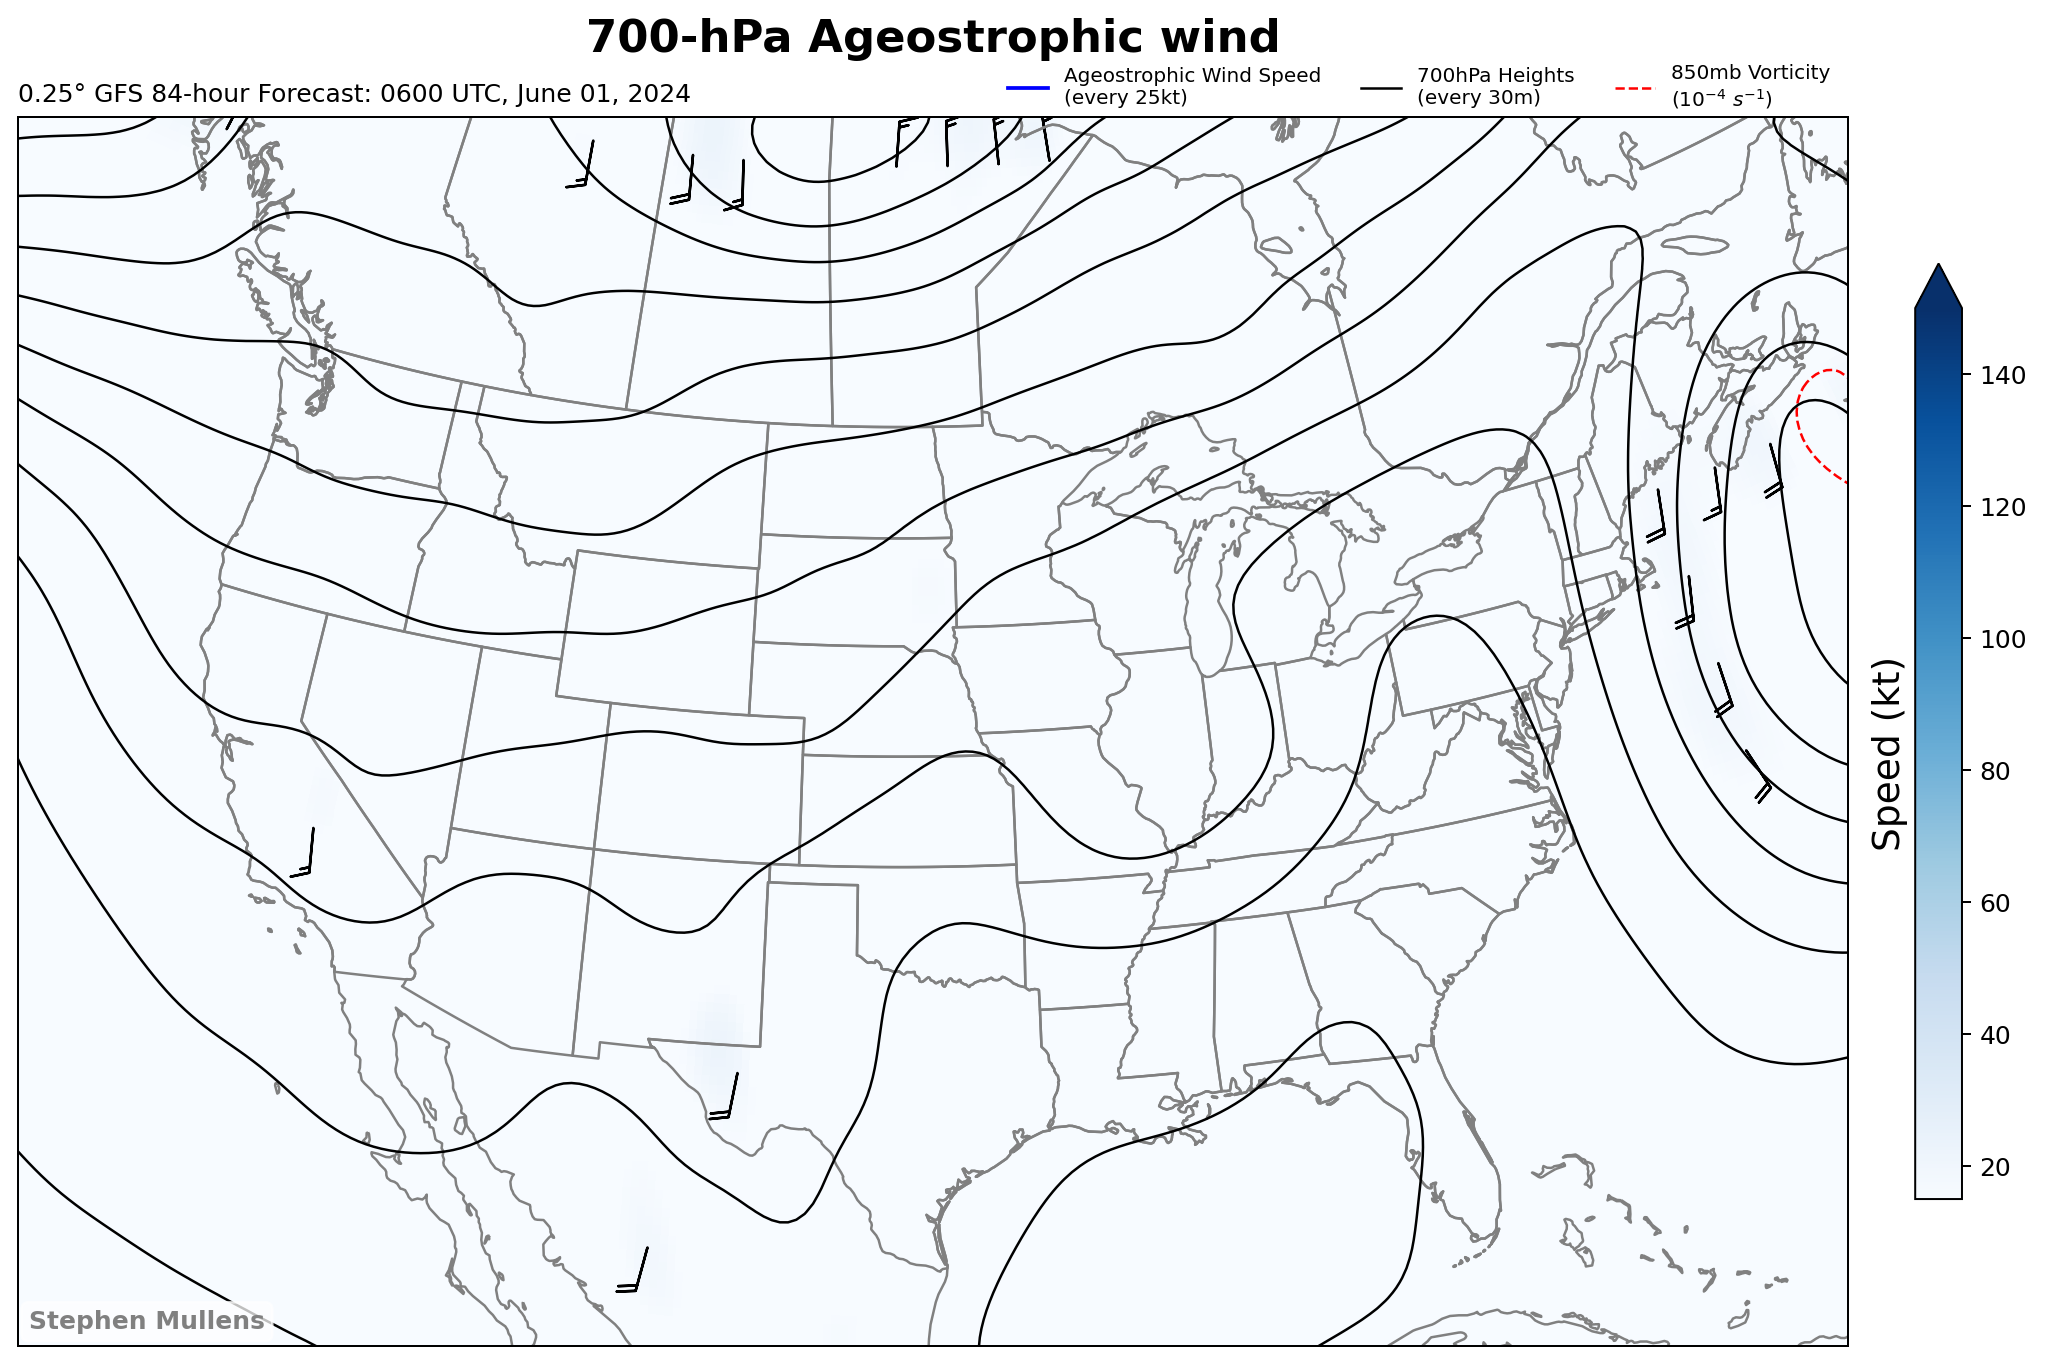 700-hPa Ageostrophic wind
0.25° GFS 84-hour Forecast: 0600 UTC, June 01, 2024
Ageostrophic Wind Speed
(every 25kt)
700hPa Heights
(every 30m)
850mb Vorticity
(10⁻⁴ s⁻¹)
140
120
100
80
60
40
20
Speed (kt)
Stephen Mullens